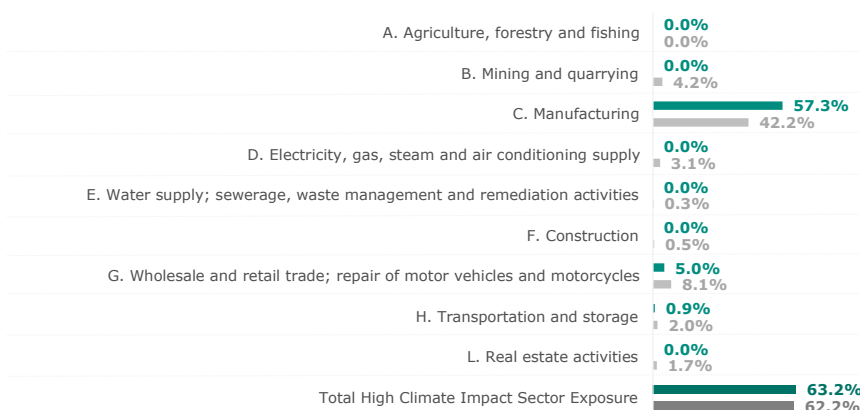 A. Agriculture, forestry and fishing
0.0%
0.0%
B. Mining and quarrying
0.0%
4.2%
C. Manufacturing
57.3%
42.2%
D. Electricity, gas, steam and air conditioning supply
0.0%
3.1%
E. Water supply; sewerage, waste management and remediation activities
0.0%
0.3%
F. Construction
0.0%
0.5%
G. Wholesale and retail trade; repair of motor vehicles and motorcycles
5.0%
8.1%
H. Transportation and storage
0.9%
2.0%
L. Real estate activities
0.0%
1.7%
Total High Climate Impact Sector Exposure
63.2%
62.2%